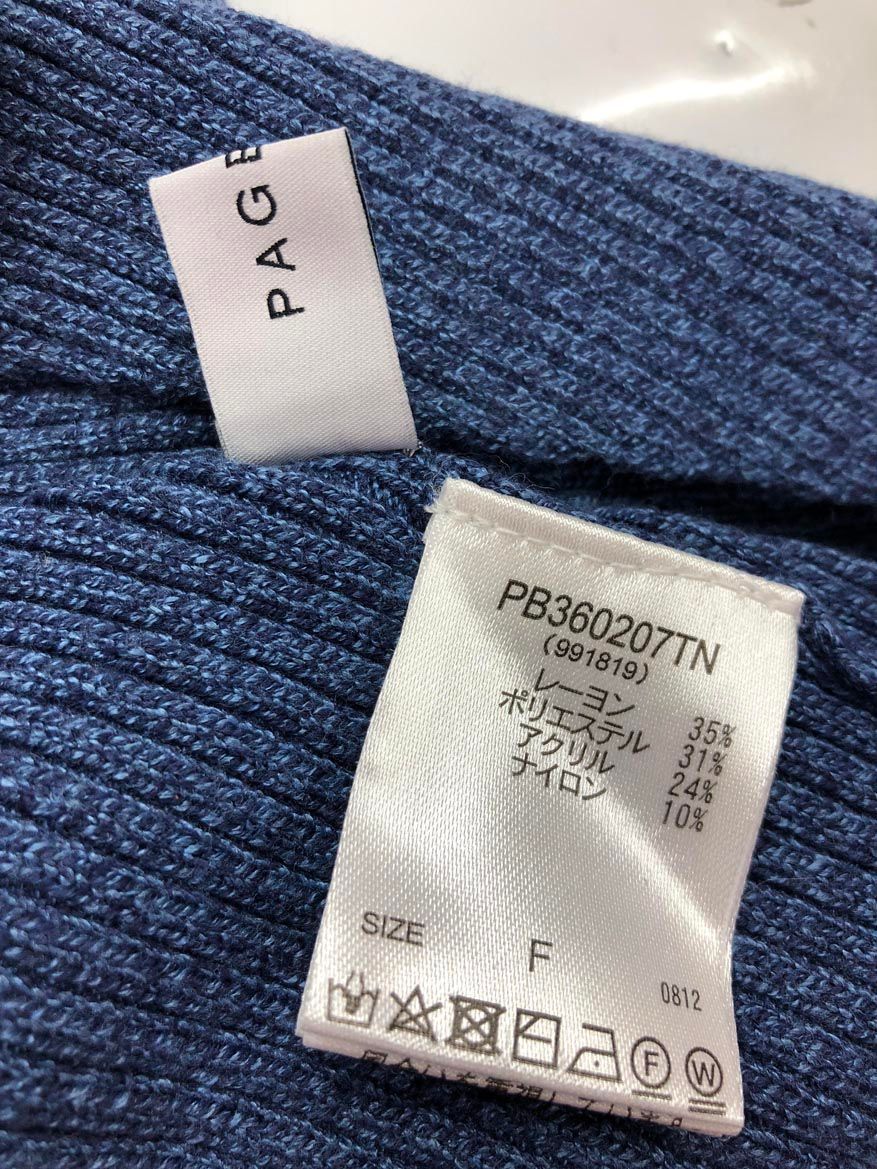 PAG
PB360207TN
(991819)
レーヨン 35%
ポリエステル 31%
アクリル 24%
ナイロン 10%
SIZE F
0812
F
W